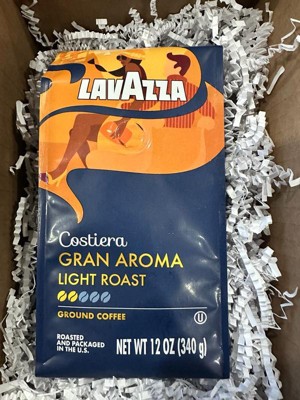 LAVAZZA
Costiera
GRAN AROMA
LIGHT ROAST
GROUND COFFEE
U
ROASTED
AND PACKAGED
IN THE U.S.
NET WT 12 OZ (340 g)